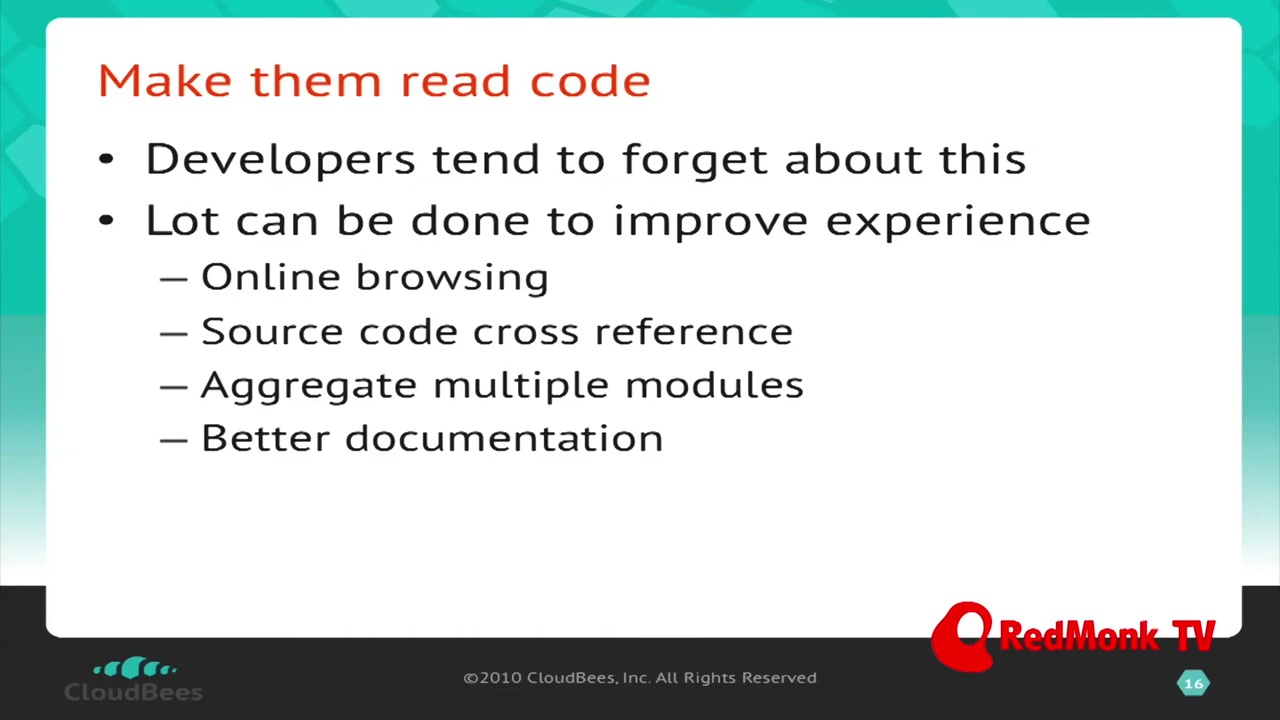 Make them read code
• Developers tend to forget about this
• Lot can be done to improve experience
– Online browsing
– Source code cross reference
– Aggregate multiple modules
– Better documentation
RedMonk TV
CloudBees
©2010 CloudBees, Inc. All Rights Reserved
16